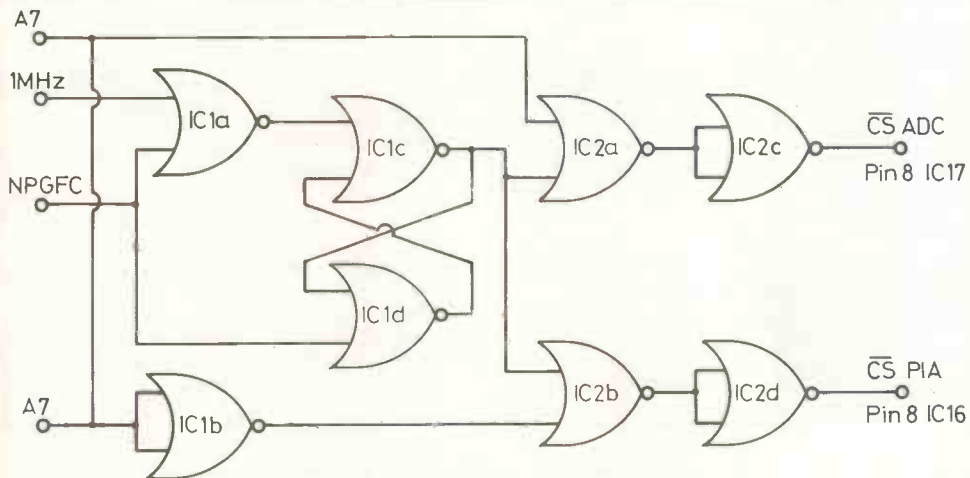 A7
1MHz
IC1a
IC1c
IC2a
IC2c
CS ADC
Pin 8 IC17
NPGFC
IC1d
A7
IC1b
IC2b
IC2d
CS PIA
Pin 8 IC16